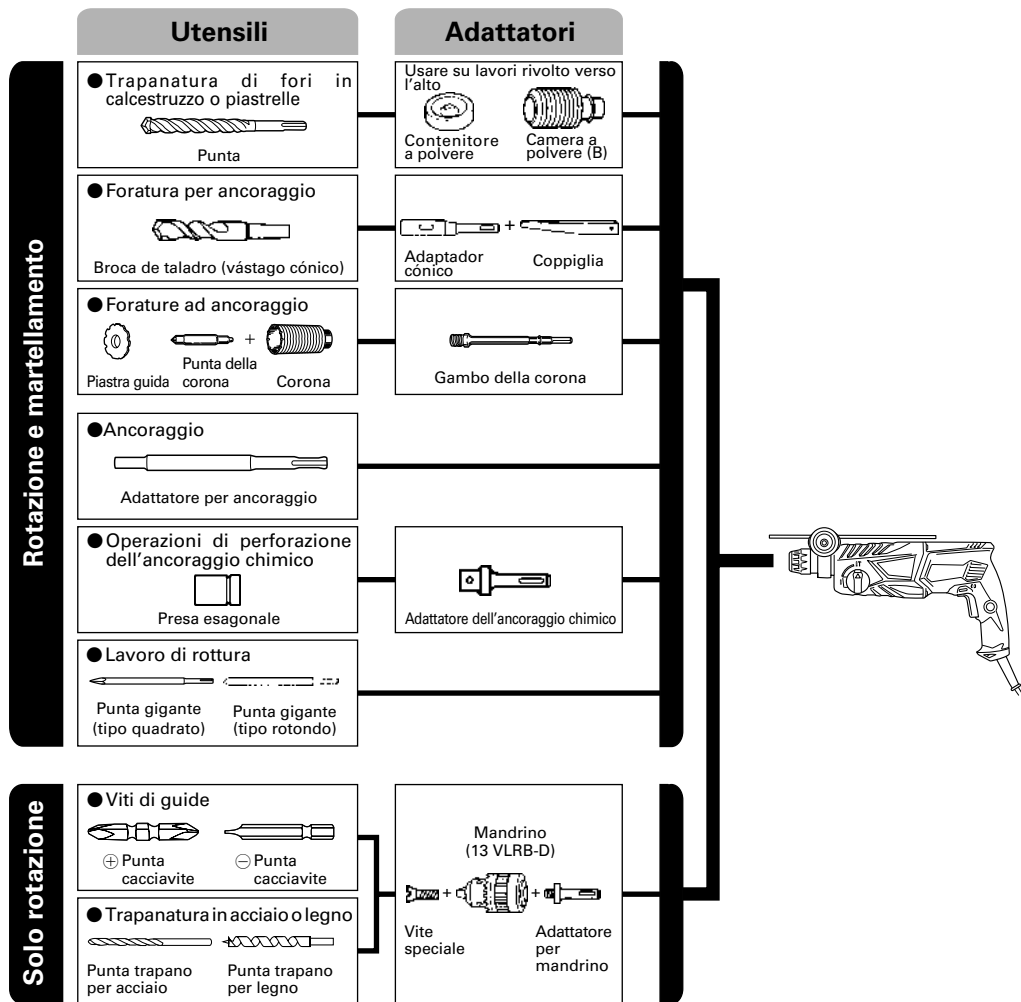 Utensili
Adattatori
Rotazione e martellamento
● Trapanatura di fori in
calcestruzzo o piastrelle
Punta
Usare su lavori rivolto verso
l'alto
Contenitore
a polvere
Camera a
polvere (B)
● Foratura per ancoraggio
Broca de taladro (vástago cónico)
+
Adaptador
cónico
Coppiglia
● Forature ad ancoraggio
+
Piastra guida
Punta della
corona
Corona
Gambo della corona
●Ancoraggio
Adattatore per ancoraggio
● Operazioni di perforazione
dell'ancoraggio chimico
Presa esagonale
Adattatore dell'ancoraggio chimico
● Lavoro di rottura
Punta gigante
(tipo quadrato)
Punta gigante
(tipo rotondo)
Solo rotazione
● Viti di guide
⊕ Punta
cacciavite
⊖ Punta
cacciavite
● Trapanatura in acciaio o legno
Punta trapano
per acciaio
Punta trapano
per legno
Mandrino
(13 VLRB-D)
+ +
Vite
speciale
Adattatore
per
mandrino